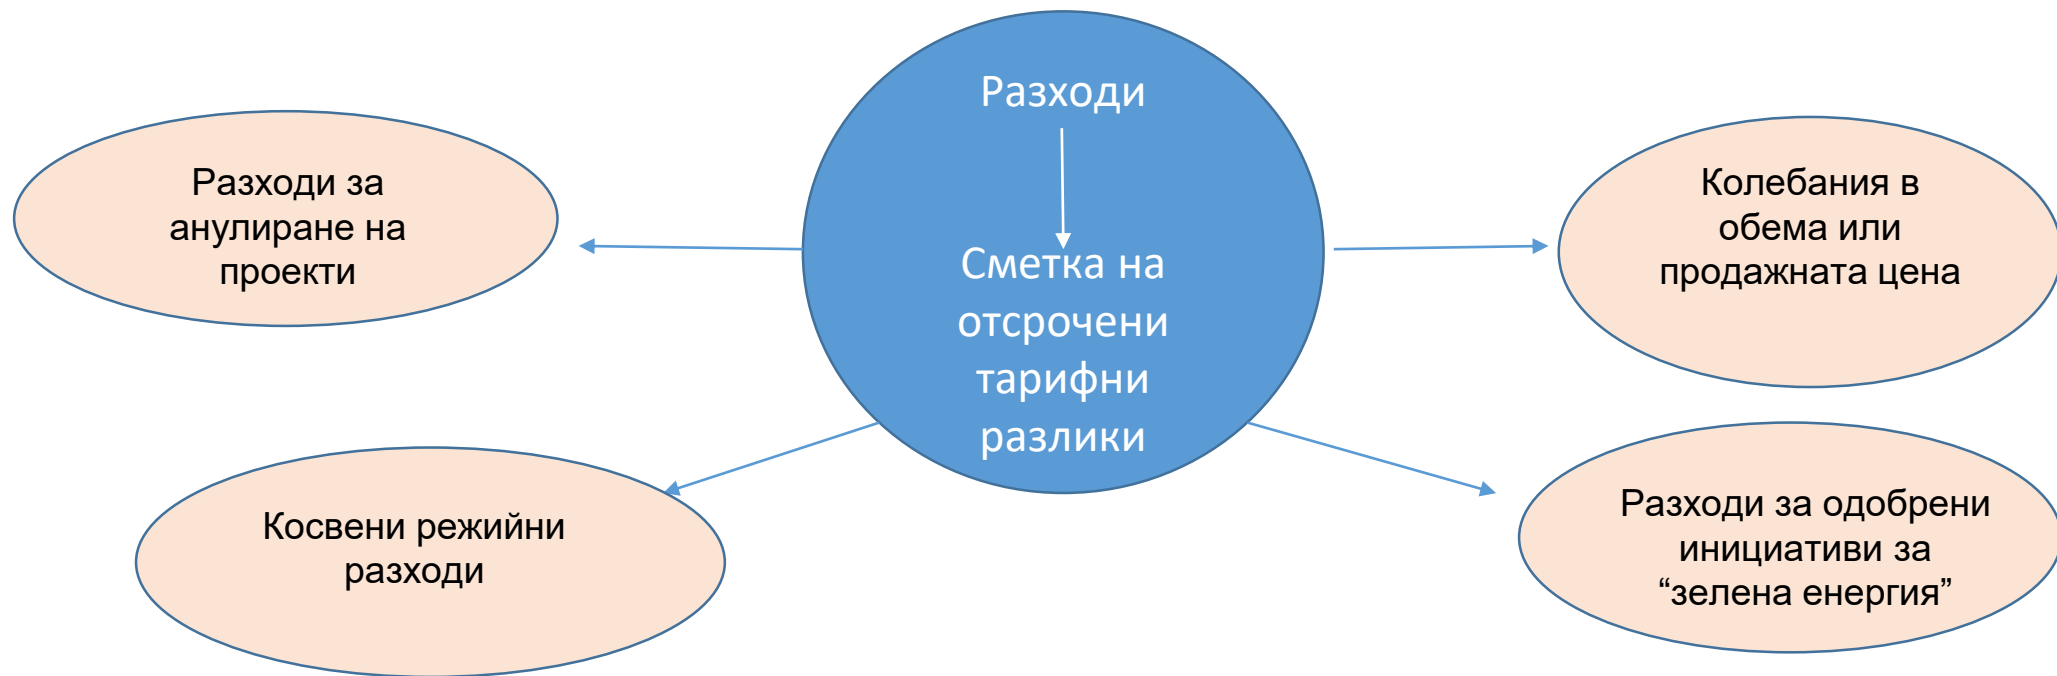 Разходи
Сметка на
отсрочени
тарифни
разлики
Разходи за
анулиране на
проекти
Колебания в
обема или
продажната цена
Косвени режийни
разходи
Разходи за одобрени
инициативи за
“зелена енергия”